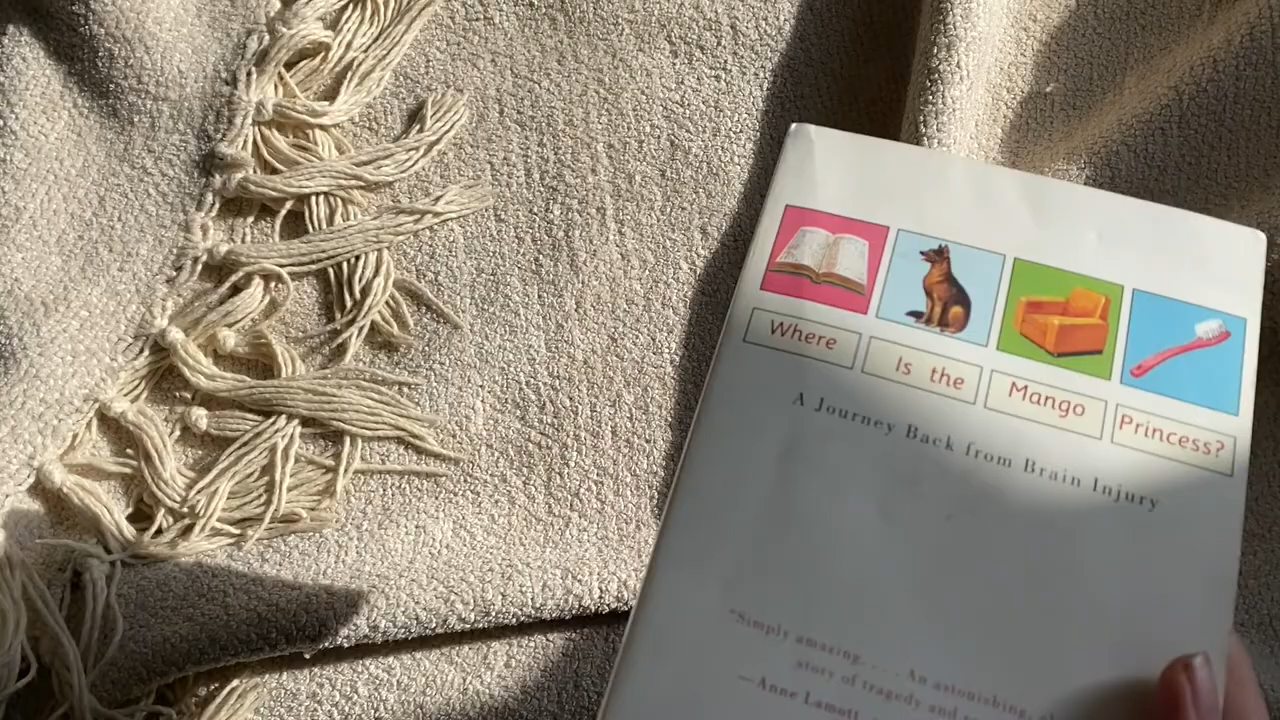 Where Is the Mango Princess?
A Journey Back from Brain Injury
"Simply amazing. . . . An astonishing,
story of tragedy and
—Anne Lamott